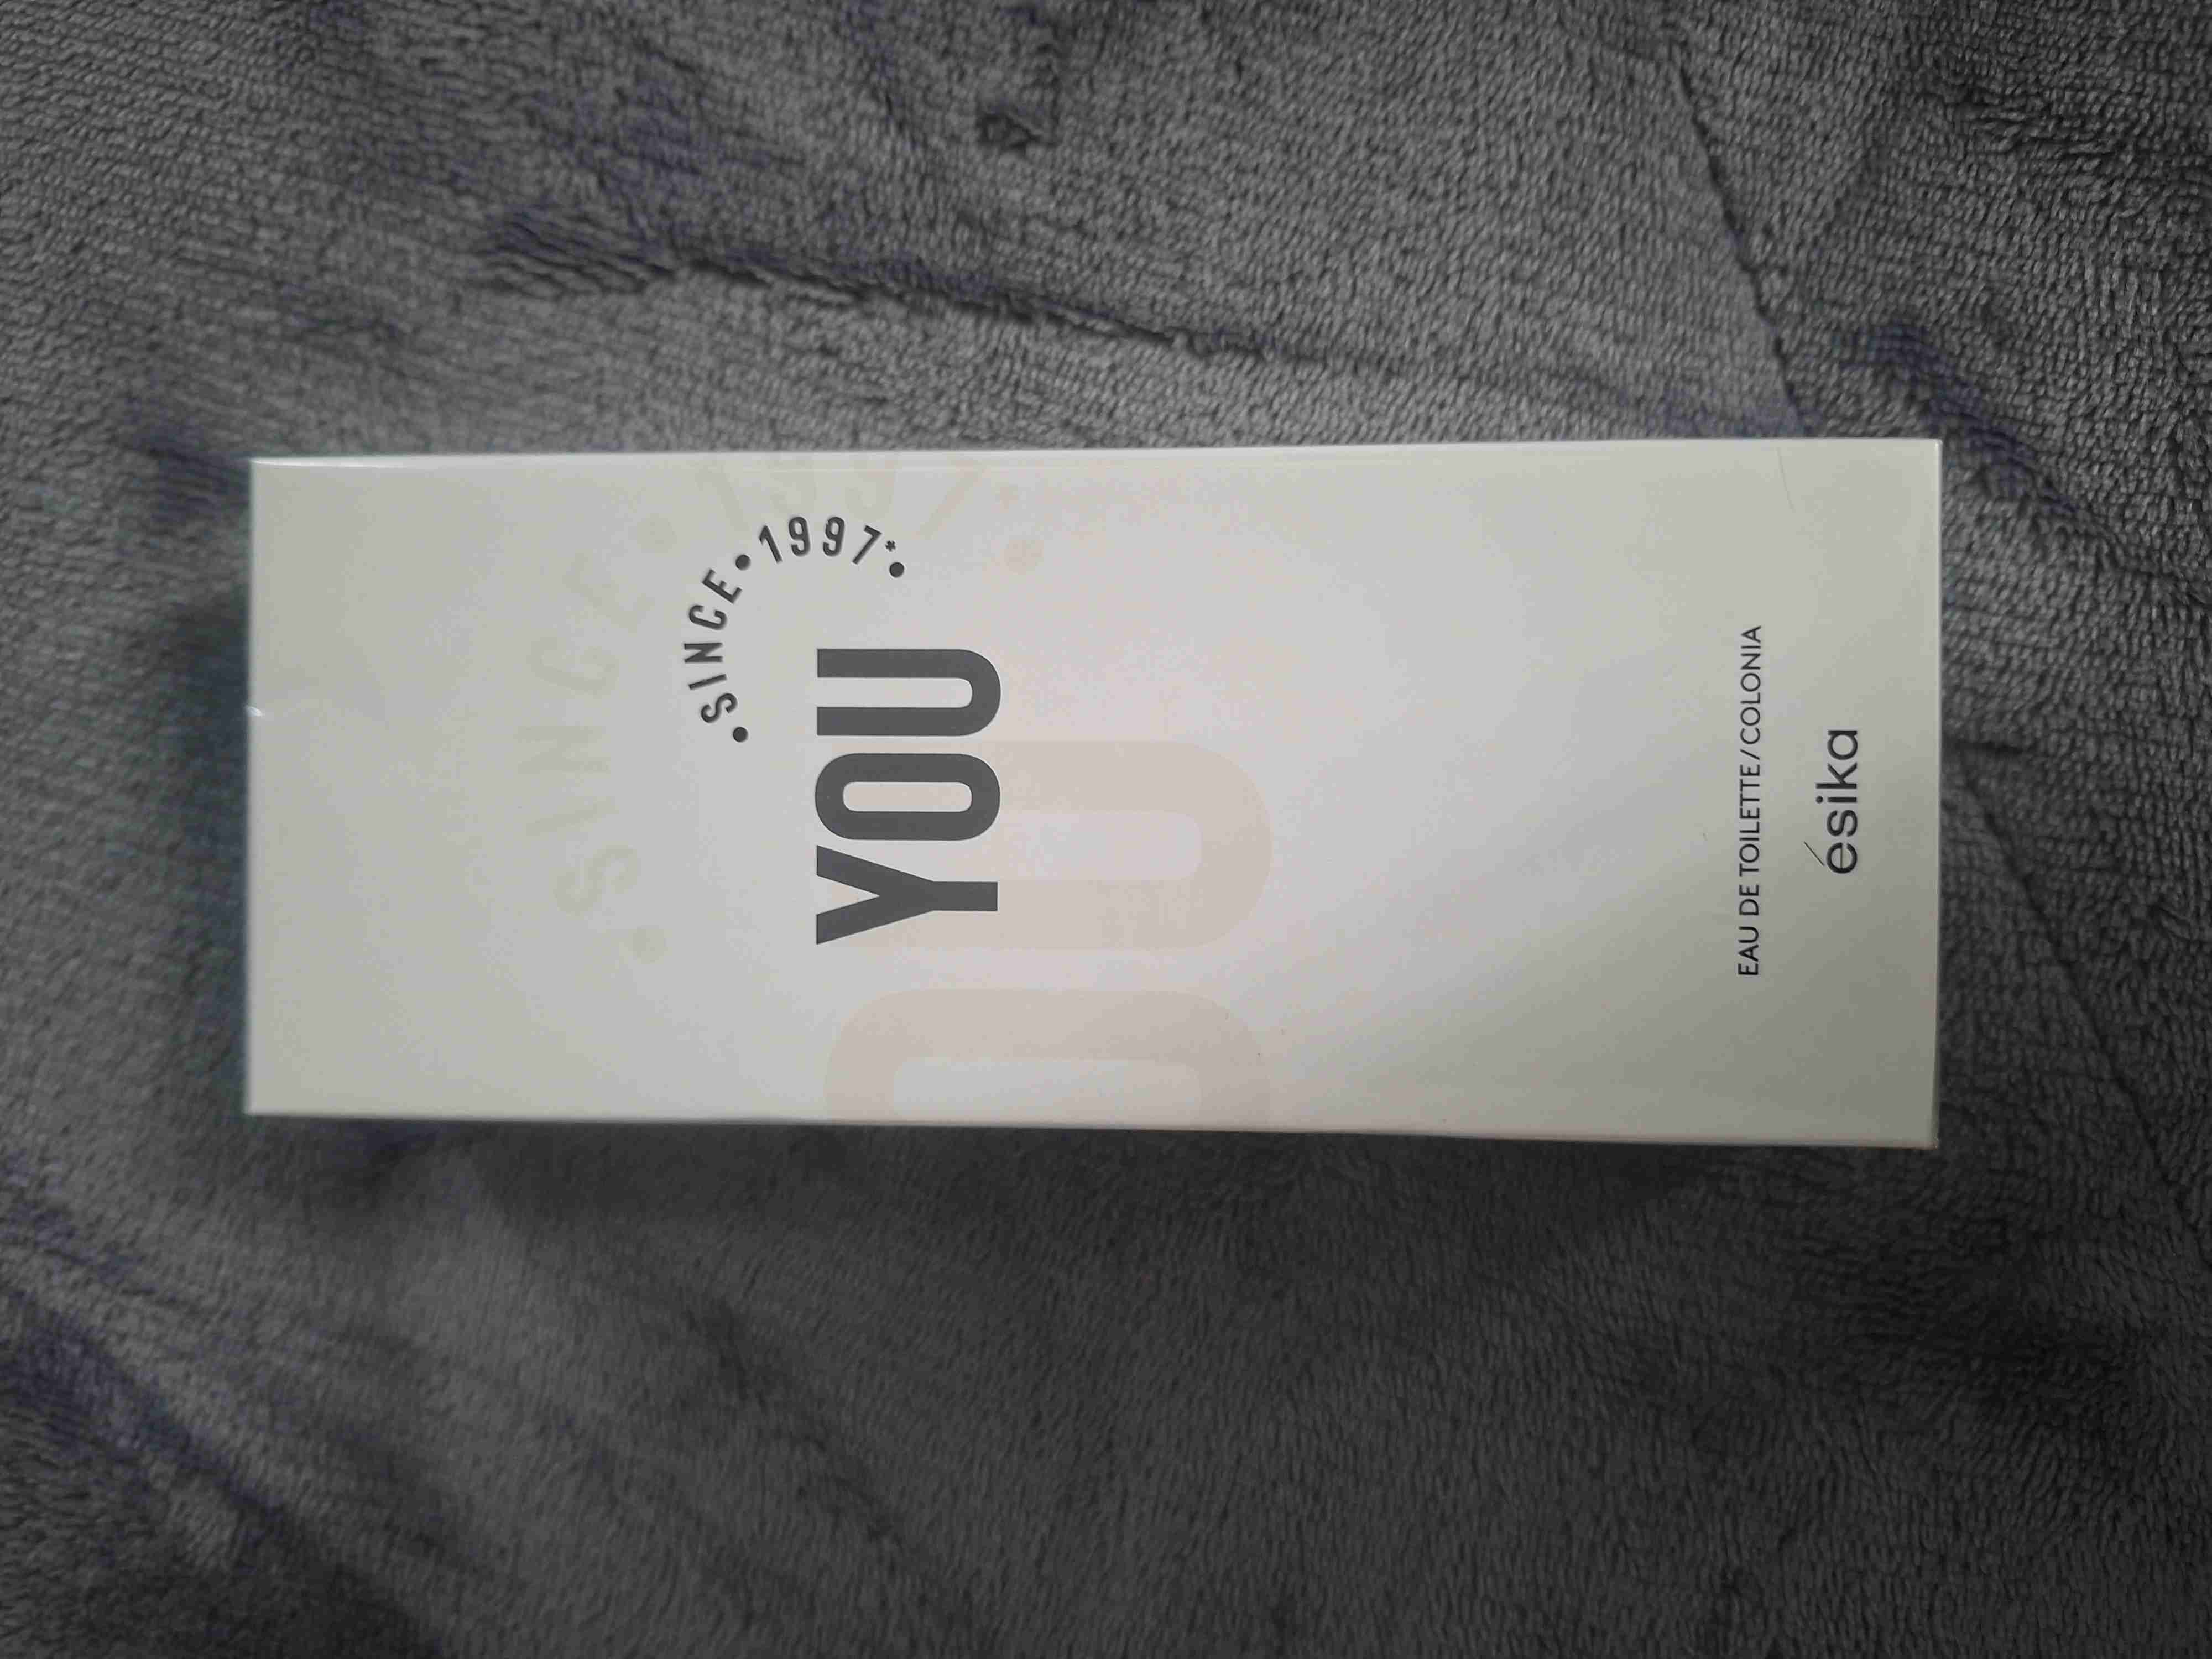 • SINCE • 1997* •
YOU
EAU DE TOILETTE / COLONIA
ésika